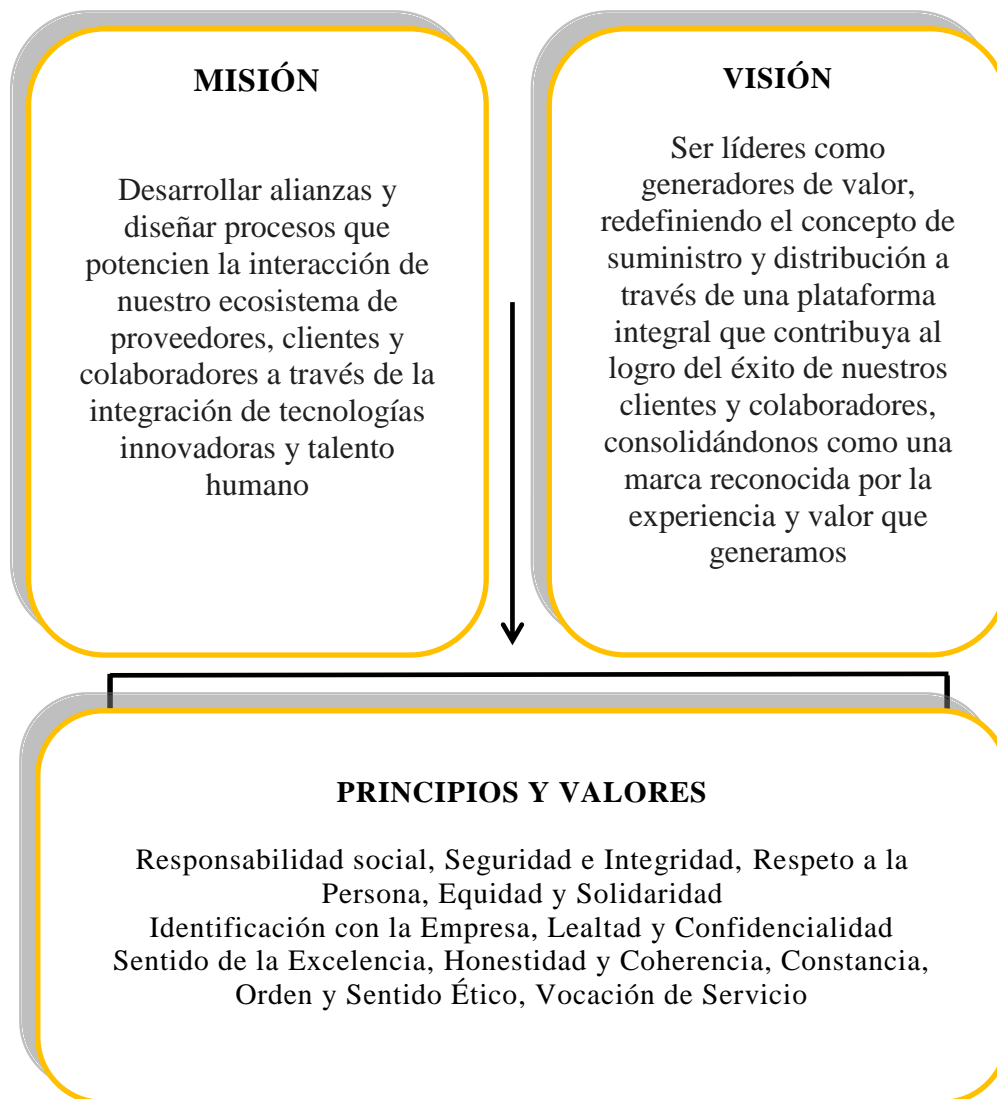 MISIÓN
Desarrollar alianzas y
diseñar procesos que
potencien la interacción de
nuestro ecosistema de
proveedores, clientes y
colaboradores a través de la
integración de tecnologías
innovadoras y talento
humano
VISIÓN
Ser líderes como
generadores de valor,
redefiniendo el concepto de
suministro y distribución a
través de una plataforma
integral que contribuya al
logro del éxito de nuestros
clientes y colaboradores,
consolidándonos como una
marca reconocida por la
experiencia y valor que
generamos
PRINCIPIOS Y VALORES
Responsabilidad social, Seguridad e Integridad, Respeto a la
Persona, Equidad y Solidaridad
Identificación con la Empresa, Lealtad y Confidencialidad
Sentido de la Excelencia, Honestidad y Coherencia, Constancia,
Orden y Sentido Ético, Vocación de Servicio